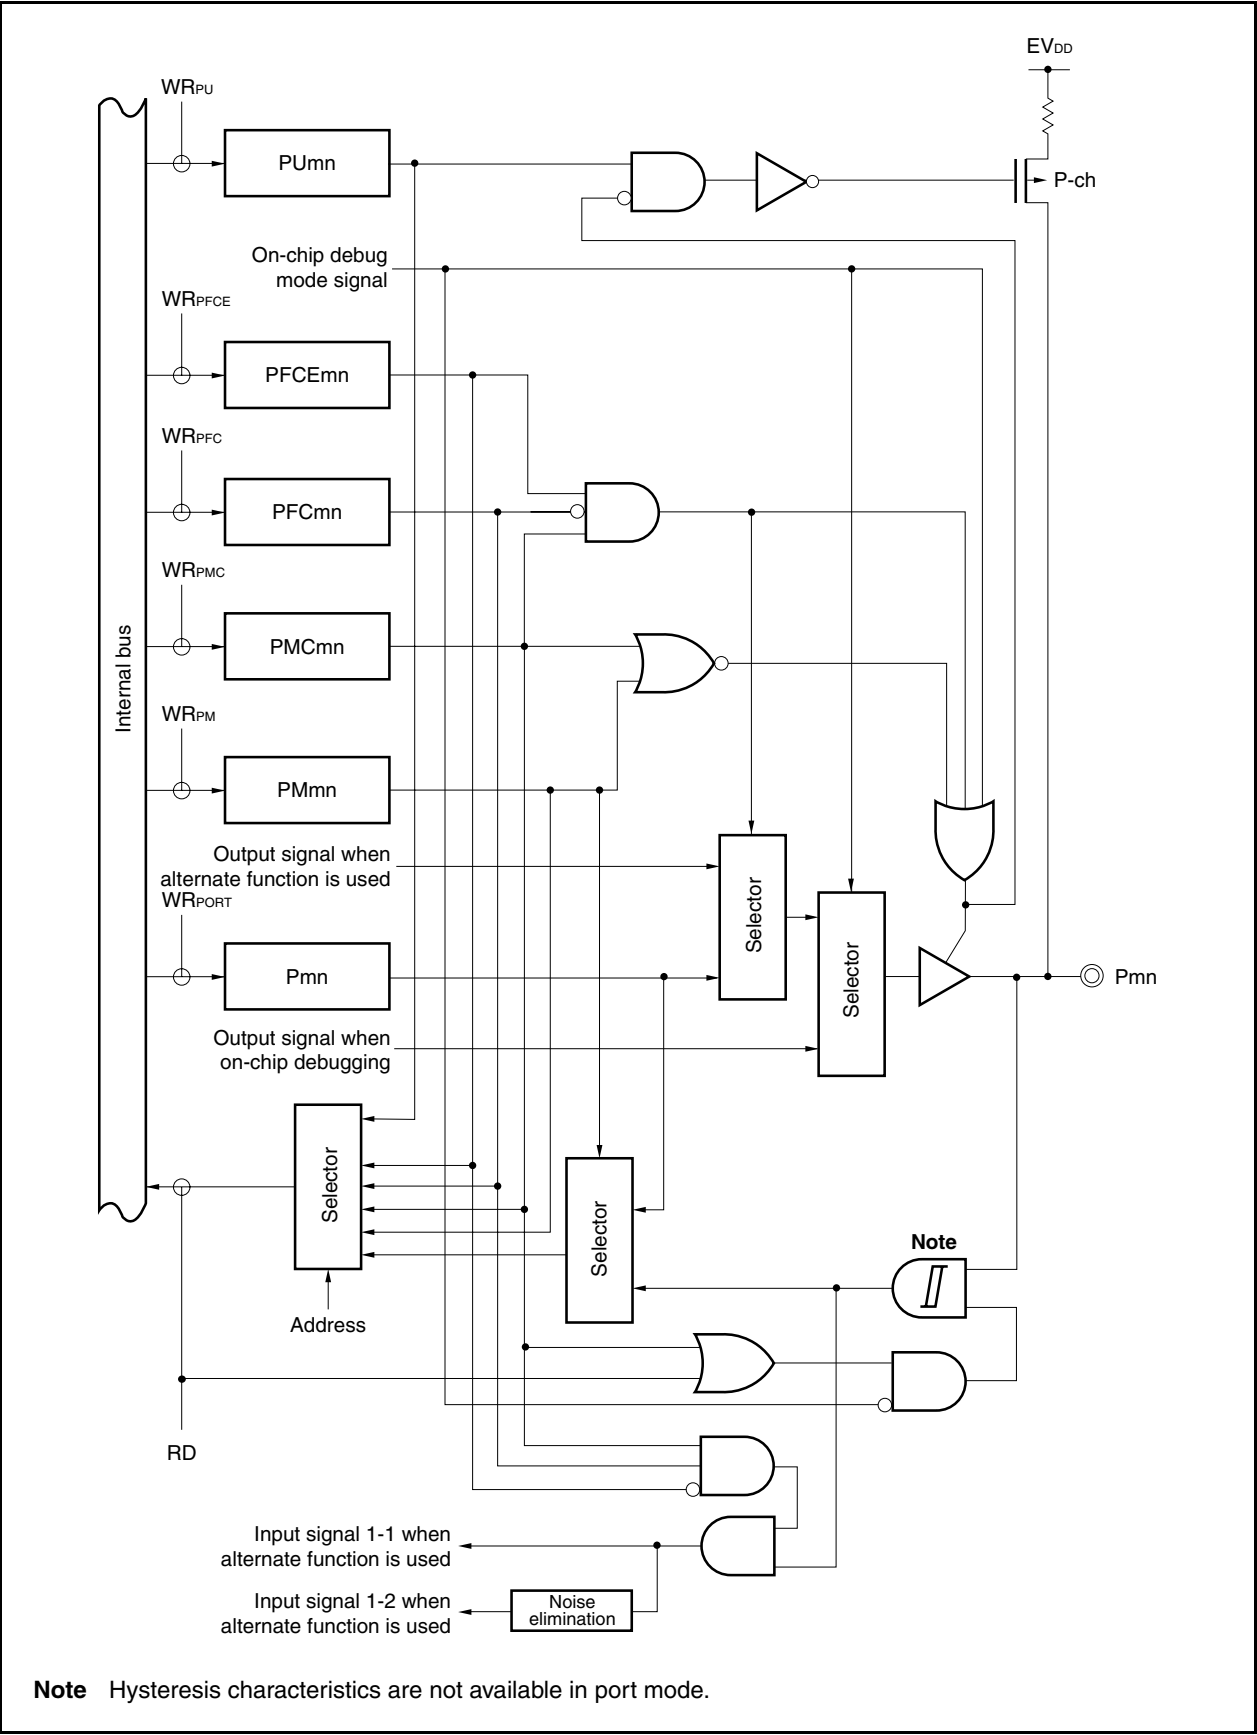 EVDD
WRPU
PUmn
P-ch
On-chip debug
mode signal
WRPFCE
PFCEmn
WRPFC
PFCmn
WRPMC
PMCmn
Internal bus
WRPM
PMmn
Output signal when
alternate function is used
WRPORT
Selector
Selector
Pmn
Pmn
Output signal when
on-chip debugging
Selector
Selector
Note
Address
RD
Input signal 1-1 when
alternate function is used
Input signal 1-2 when
alternate function is used
Noise
elimination
Note Hysteresis characteristics are not available in port mode.